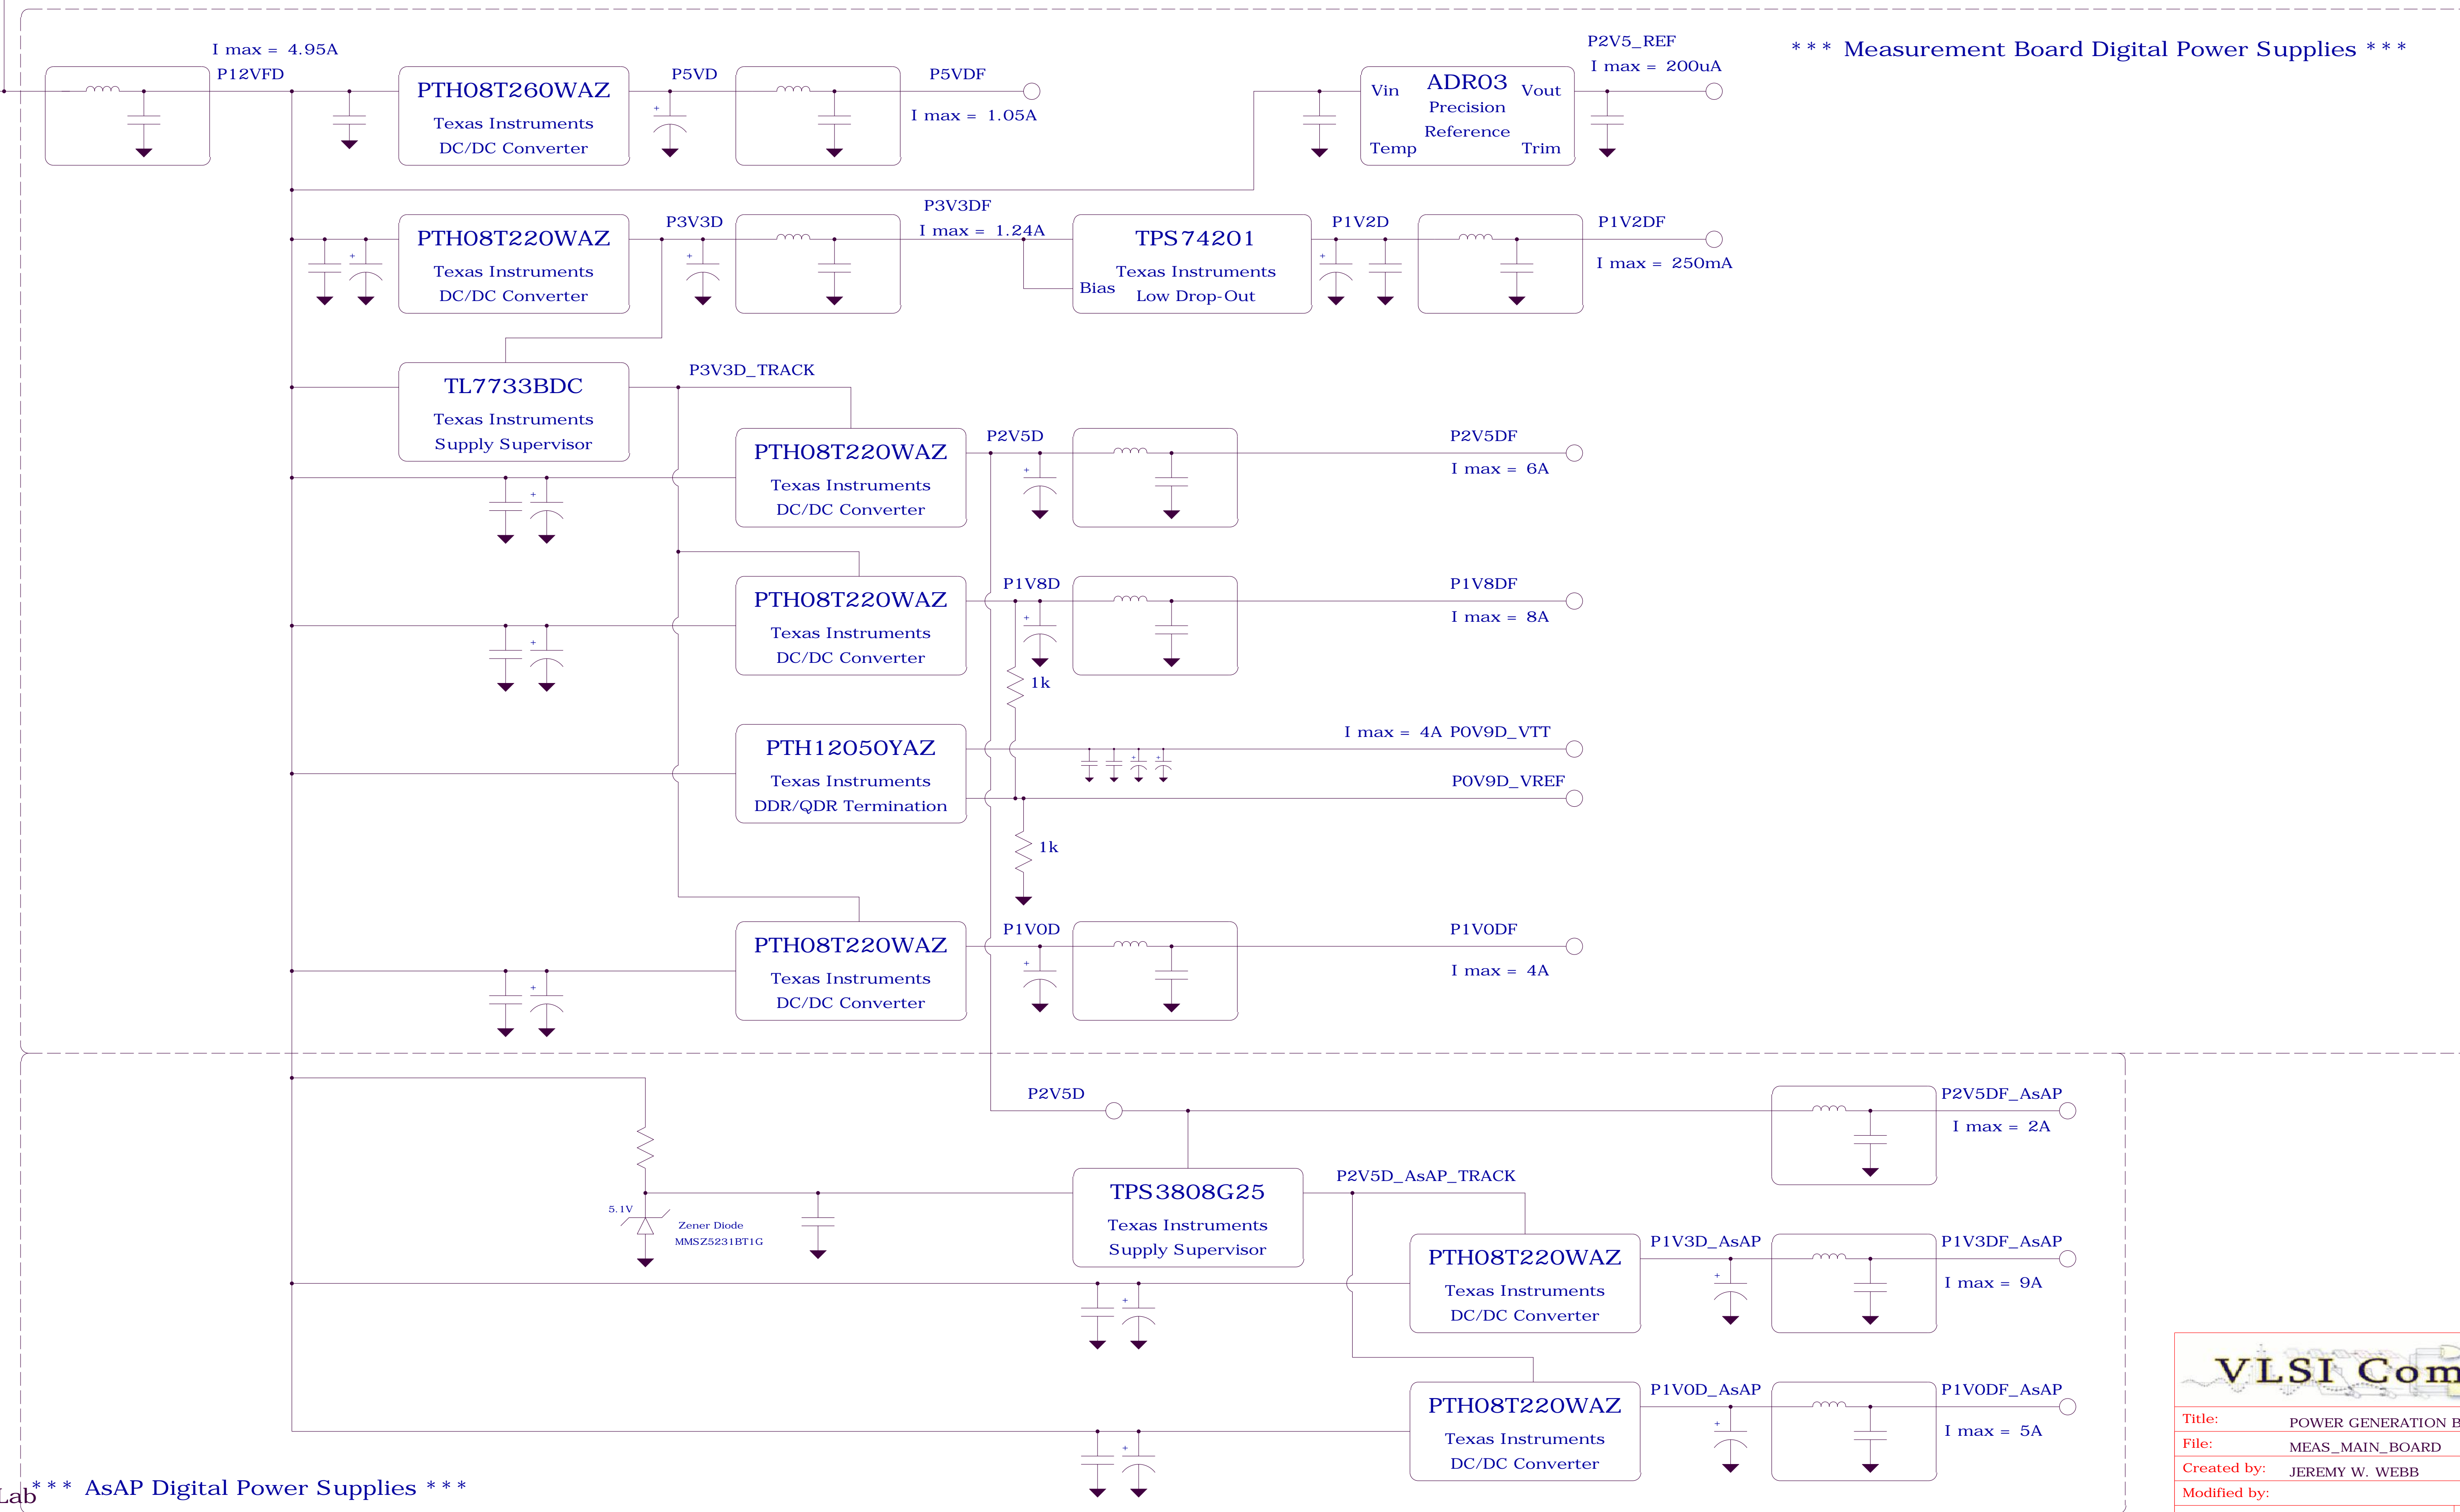 *** Measurement Board Digital Power Supplies ***
I max = 4.95A
P12VFD
PTH08T260WAZ
Texas Instruments
DC/DC Converter
P5VD
+
P5VDF
I max = 1.05A
Vin
ADR03
Vout
Precision
Reference
Temp
Trim
P2V5_REF
I max = 200uA
+
PTH08T220WAZ
Texas Instruments
DC/DC Converter
P3V3D
+
P3V3DF
I max = 1.24A
TPS74201
Texas Instruments
Bias
Low Drop-Out
P1V2D
+
P1V2DF
I max = 250mA
TL7733BDC
Texas Instruments
Supply Supervisor
P3V3D_TRACK
+
PTH08T220WAZ
Texas Instruments
DC/DC Converter
P2V5D
+
P2V5DF
I max = 6A
+
PTH08T220WAZ
Texas Instruments
DC/DC Converter
P1V8D
+
P1V8DF
I max = 8A
1k
PTH12050YAZ
Texas Instruments
DDR/QDR Termination
+
+
I max = 4A P0V9D_VTT
P0V9D_VREF
1k
+
PTH08T220WAZ
Texas Instruments
DC/DC Converter
P1V0D
+
P1V0DF
I max = 4A
P2V5D
P2V5DF_AsAP
I max = 2A
5.1V
Zener Diode
MMSZ5231BT1G
TPS3808G25
Texas Instruments
Supply Supervisor
P2V5D_AsAP_TRACK
+
PTH08T220WAZ
Texas Instruments
DC/DC Converter
P1V3D_AsAP
+
P1V3DF_AsAP
I max = 9A
+
PTH08T220WAZ
Texas Instruments
DC/DC Converter
P1V0D_AsAP
+
P1V0DF_AsAP
I max = 5A
Lab
*** AsAP Digital Power Supplies ***
VLSI Com
Title: POWER GENERATION B
File: MEAS_MAIN_BOARD
Created by: JEREMY W. WEBB
Modified by: